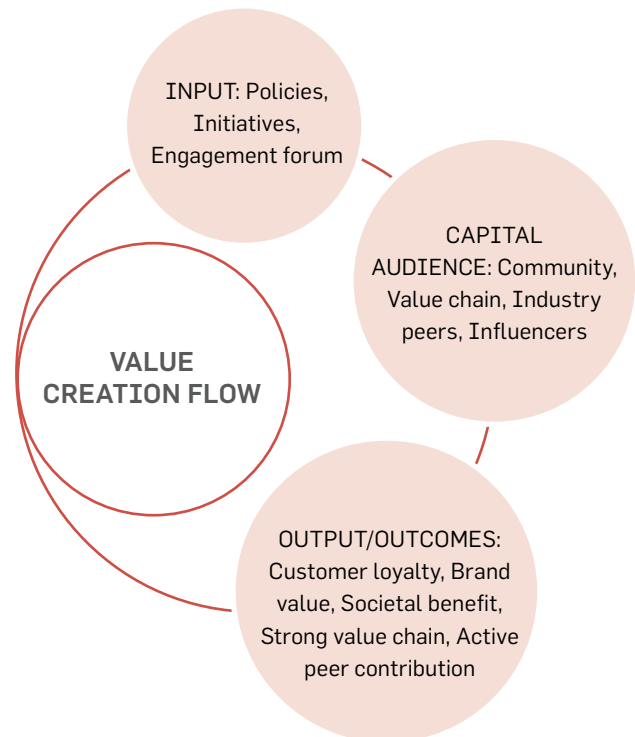 INPUT: Policies,
Initiatives,
Engagement forum
CAPITAL
AUDIENCE: Community,
Value chain, Industry
peers, Influencers
VALUE
CREATION FLOW
OUTPUT/OUTCOMES:
Customer loyalty, Brand
value, Societal benefit,
Strong value chain, Active
peer contribution